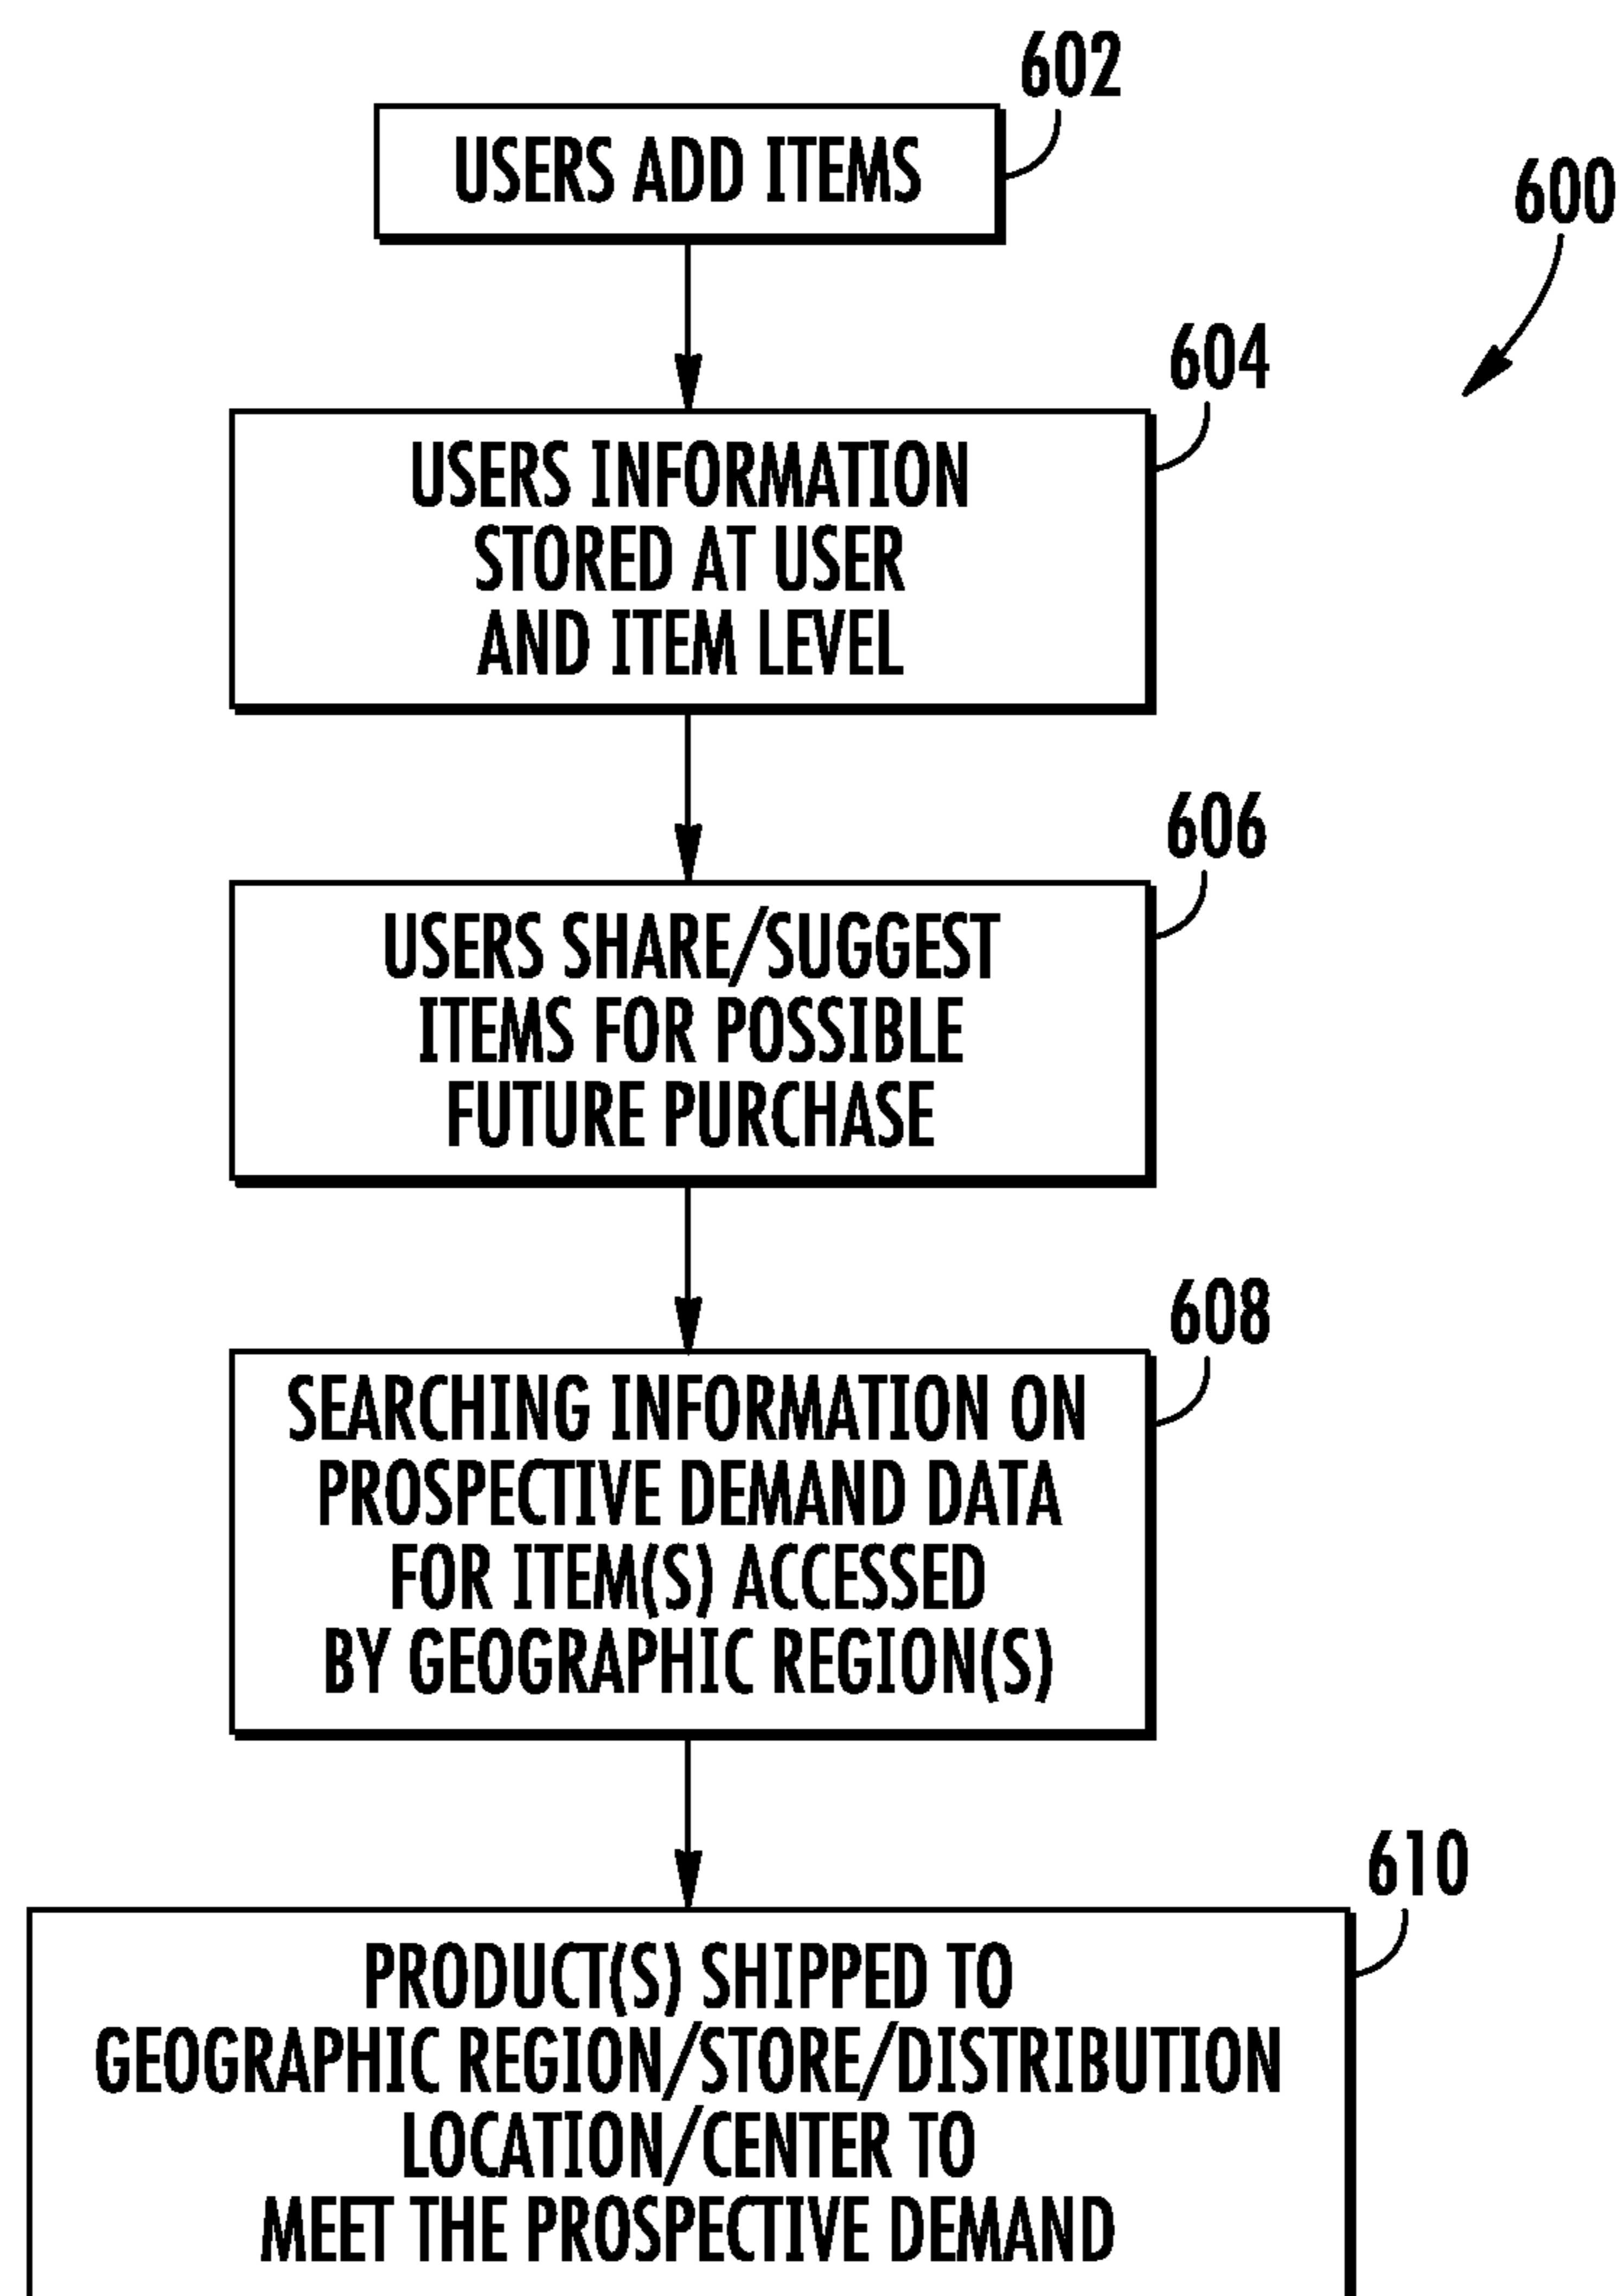 602
USERS ADD ITEMS
600
604
USERS INFORMATION
STORED AT USER
AND ITEM LEVEL
606
USERS SHARE/SUGGEST
ITEMS FOR POSSIBLE
FUTURE PURCHASE
608
SEARCHING INFORMATION ON
PROSPECTIVE DEMAND DATA
FOR ITEM(S) ACCESSED
BY GEOGRAPHIC REGION(S)
610
PRODUCT(S) SHIPPED TO
GEOGRAPHIC REGION/STORE/DISTRIBUTION
LOCATION/CENTER TO
MEET THE PROSPECTIVE DEMAND